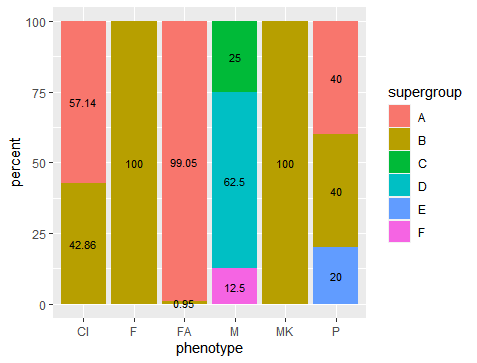 100
75
50
25
0
percent
57.14
42.86
100
99.05
0.95
25
62.5
12.5
100
40
40
20
CI F FA M MK P
phenotype
supergroup
A
B
C
D
E
F